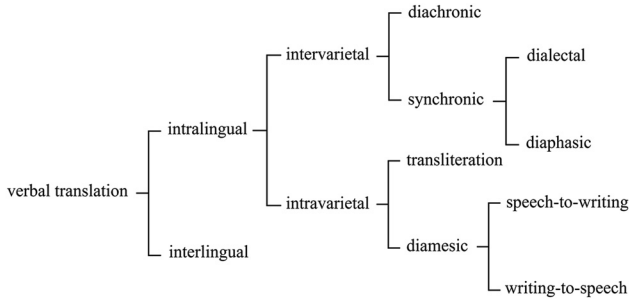 diachronic
intervarietal
dialectal
synchronic
intralingual
diaphasic
transliteration
verbal translation
intravarietal
speech-to-writing
interlingual
diamesic
writing-to-speech